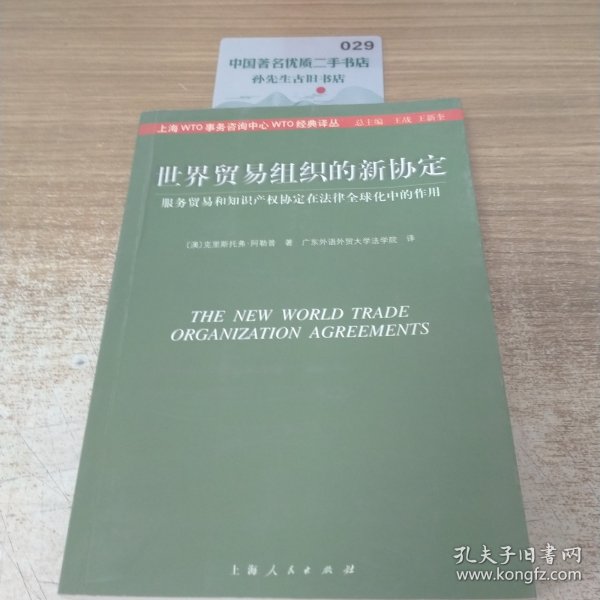 029
中国著名优质二手书店
孙先生古旧书店
上海WTO事务咨询中心WTO经典译丛 总主编 王战 王新奎
世界贸易组织的新协定
服务贸易和知识产权协定在法律全球化中的作用
〔澳〕克里斯托弗·阿勒普 著 广东外语外贸大学法学院 译
THE NEW WORLD TRADE
ORGANIZATION AGREEMENTS
上海人民出版社
孔夫子旧书网
www.kongfz.com